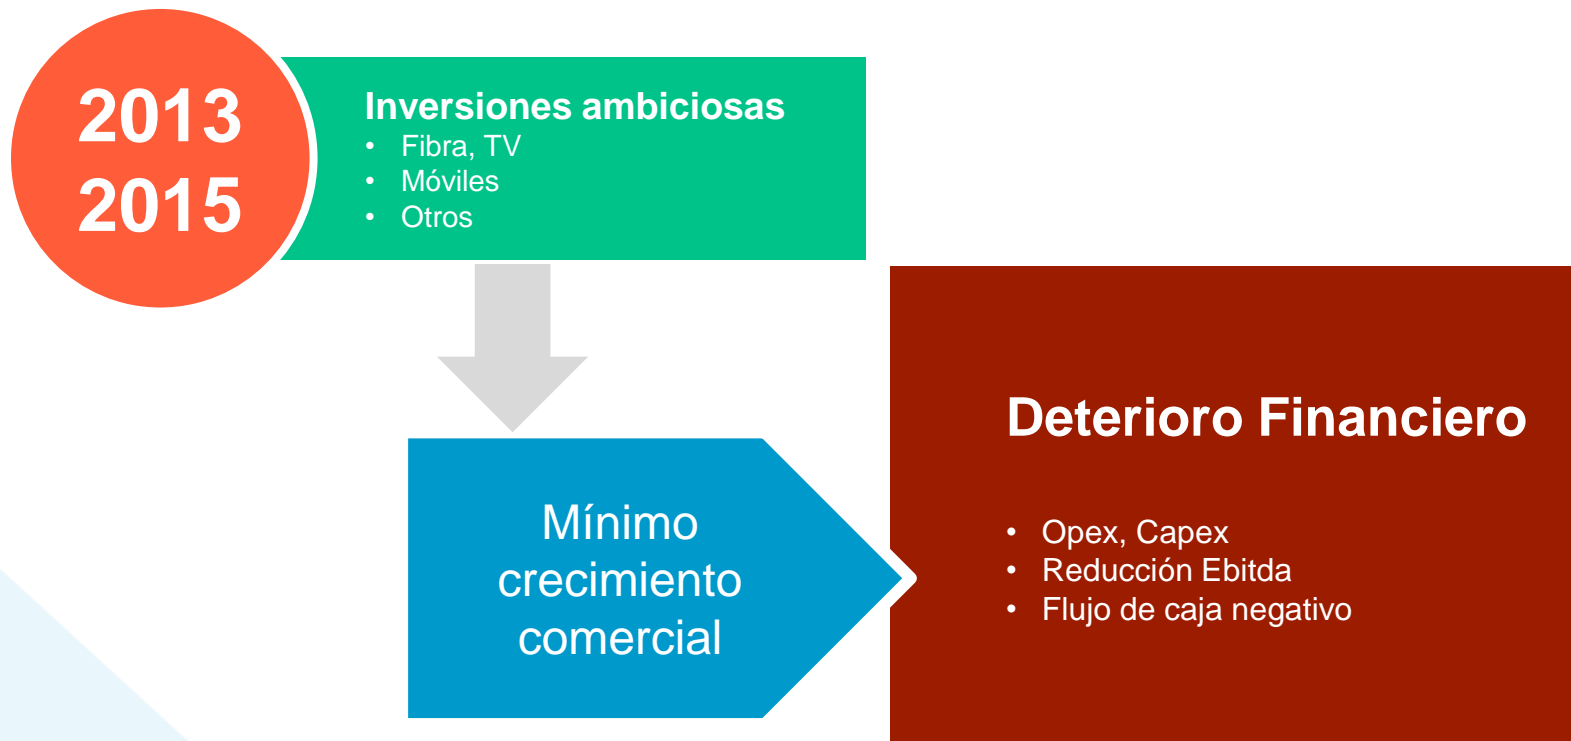 2013
2015
Inversiones ambiciosas
• Fibra, TV
• Móviles
• Otros
Mínimo
crecimiento
comercial
Deterioro Financiero
• Opex, Capex
• Reducción Ebitda
• Flujo de caja negativo